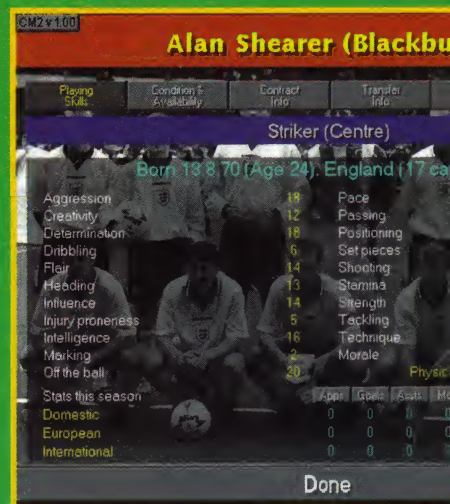 CM2 v 1.00
Alan Shearer (Blackbu
Playing Skills
Condition & Availability
Contract Info
Transfer Info
Striker (Centre)
Born 13.8.70 (Age 24). England (17 ca
Aggression 18 Pace
Creativity 12 Passing
Determination 18 Positioning
Dribbling 6 Set pieces
Flair 14 Shooting
Heading 13 Stamina
Influence 14 Strength
Injury proneness 5 Tackling
Intelligence 16 Technique
Marking 2 Morale
Off the ball 20 Physic
Stats this season Apps Goals Assts Mo
Domestic 0 0 0 0
European 0 0 0 0
International 0 0 0 0
Done